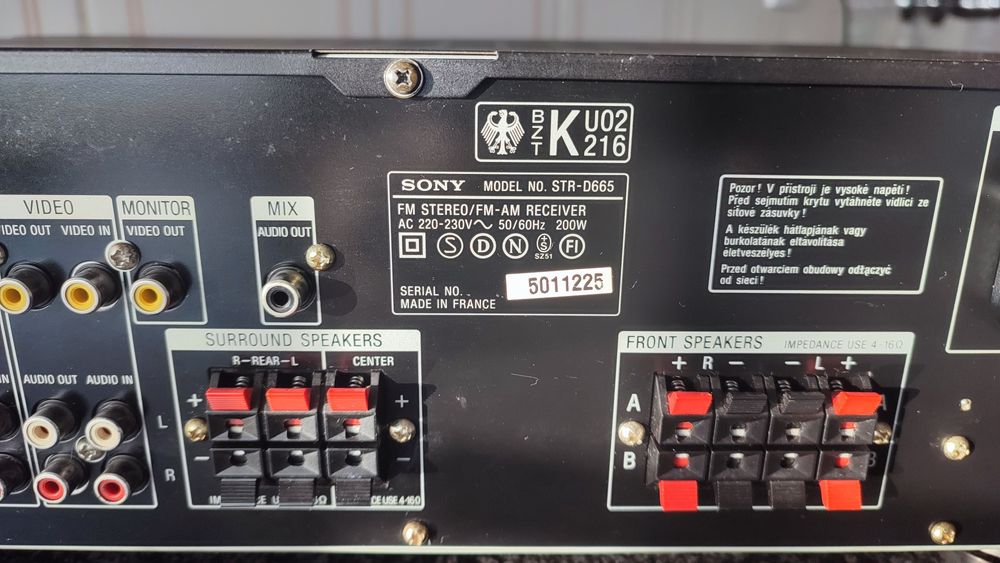 BZT K U02
216
SONY MODEL NO. STR-D665
FM STEREO/FM-AM RECEIVER
AC 220-230V~ 50/60Hz 200W
S D N S SZ51 FI
SERIAL NO. 5011225
MADE IN FRANCE
Pozor! V přístroji je vysoké napětí!
Před sejmutím krytu vytáhněte vidlici ze
síťové zásuvky!
A készülék hátlapjának vagy
burkolatának eltávolítása
életveszélyes!
Przed otwarciem obudowy odłączyć
od sieci!
VIDEO
VIDEO OUT VIDEO IN
MONITOR
VIDEO OUT
MIX
AUDIO OUT
AUDIO OUT AUDIO IN
L
R
SURROUND SPEAKERS
R-REAR-L CENTER
+ +
- -
USE 4-16Ω
FRONT SPEAKERS IMPEDANCE USE 4-16Ω
+ R - - L +
A A
B B